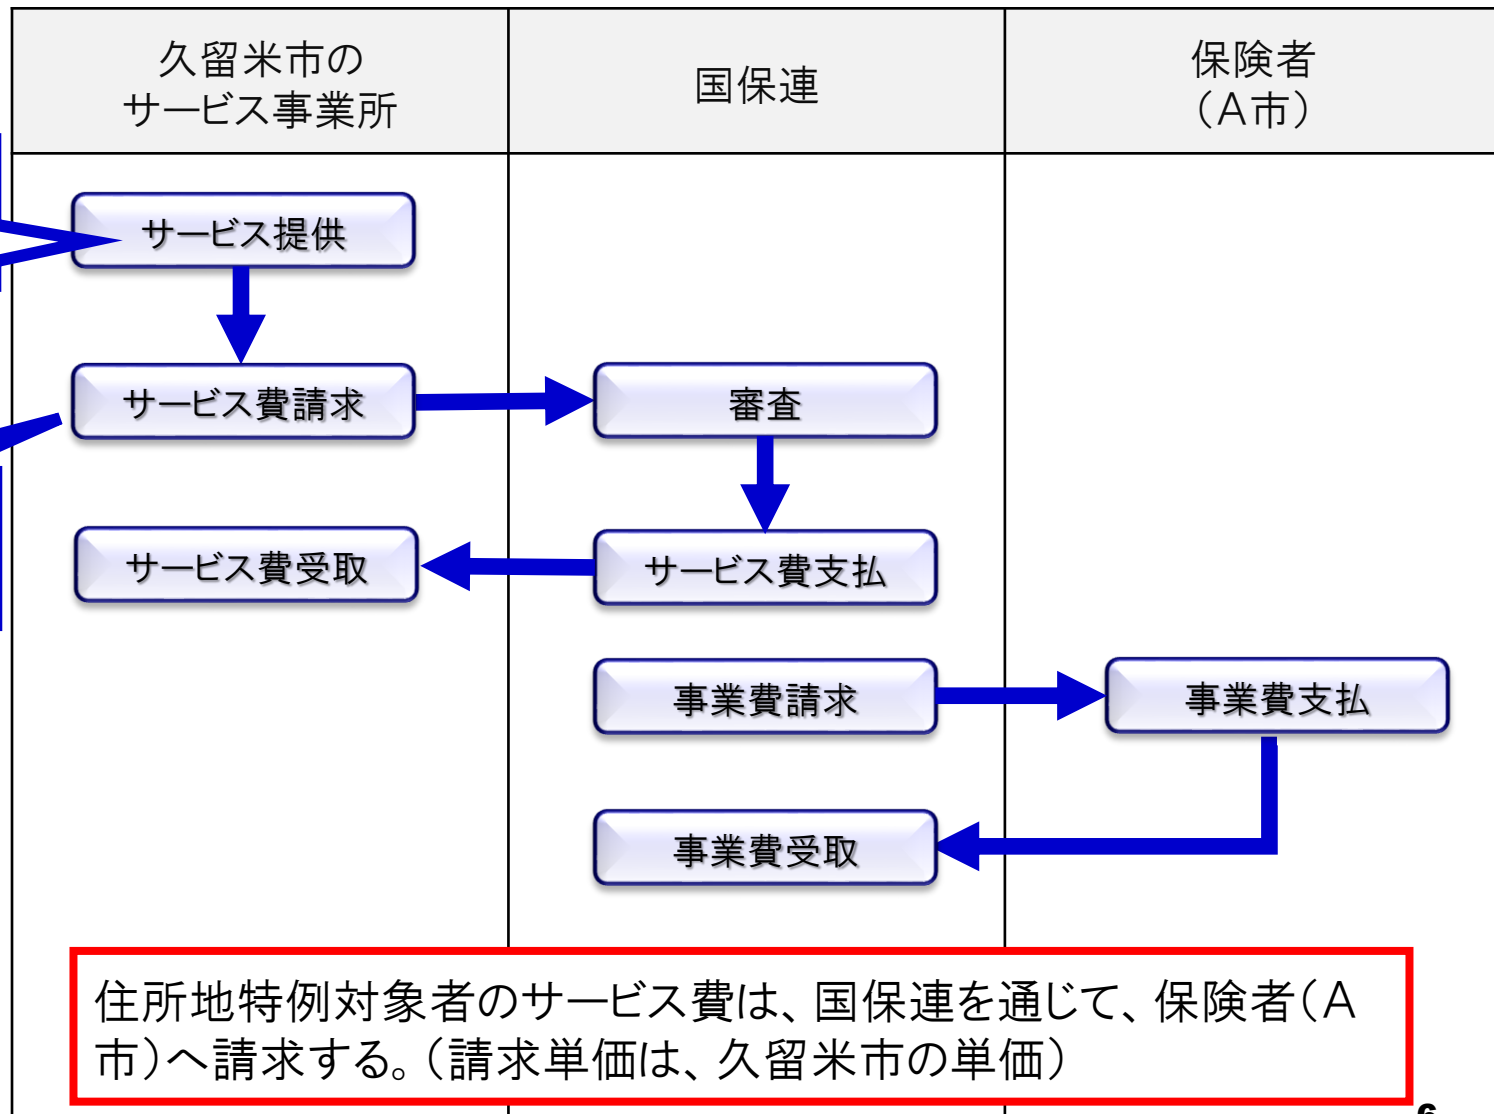 久留米市の
サービス事業所
国保連
保険者
（A市）
サービス提供
サービス費請求
審査
サービス費受取
サービス費支払
事業費請求
事業費支払
事業費受取
住所地特例対象者のサービス費は、国保連を通じて、保険者（A
市）へ請求する。（請求単価は、久留米市の単価）